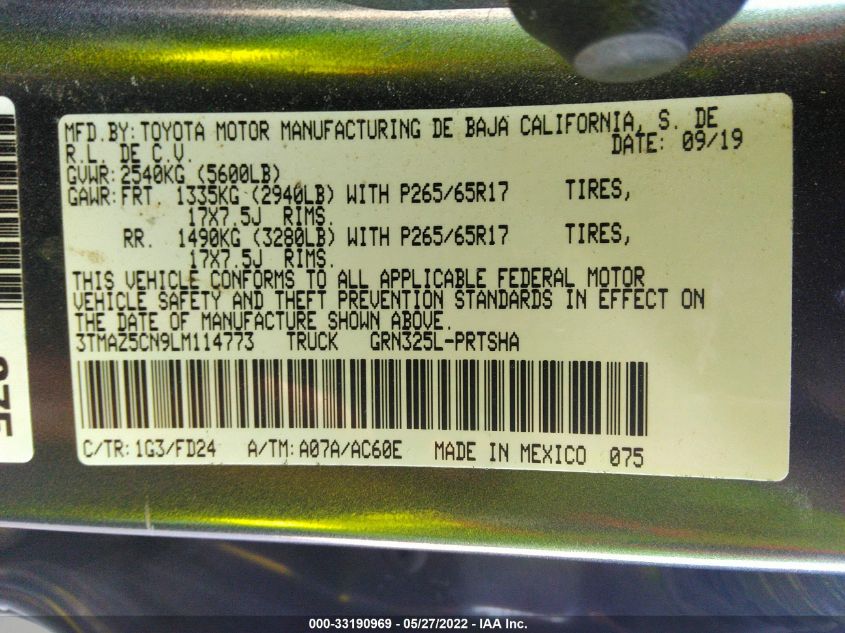 MFD. BY: TOYOTA MOTOR MANUFACTURING DE BAJA CALIFORNIA, S. DE
R.L. DE C.V.
DATE: 09/19
GVWR: 2540KG (5600LB)
GAWR: FRT. 1335KG (2940LB) WITH P265/65R17 TIRES,
17X7.5J RIMS.
RR. 1490KG (3280LB) WITH P265/65R17 TIRES,
17X7.5J RIMS.
THIS VEHICLE CONFORMS TO ALL APPLICABLE FEDERAL MOTOR
VEHICLE SAFETY AND THEFT PREVENTION STANDARDS IN EFFECT ON
THE DATE OF MANUFACTURE SHOWN ABOVE.
3TMAZ5CN9LM114773 TRUCK GRN325L-PRTSHA
C/TR: 1G3/FD24 A/TM: A07A/AC60E MADE IN MEXICO 075
000-33190969 - 05/27/2022 - IAA Inc.